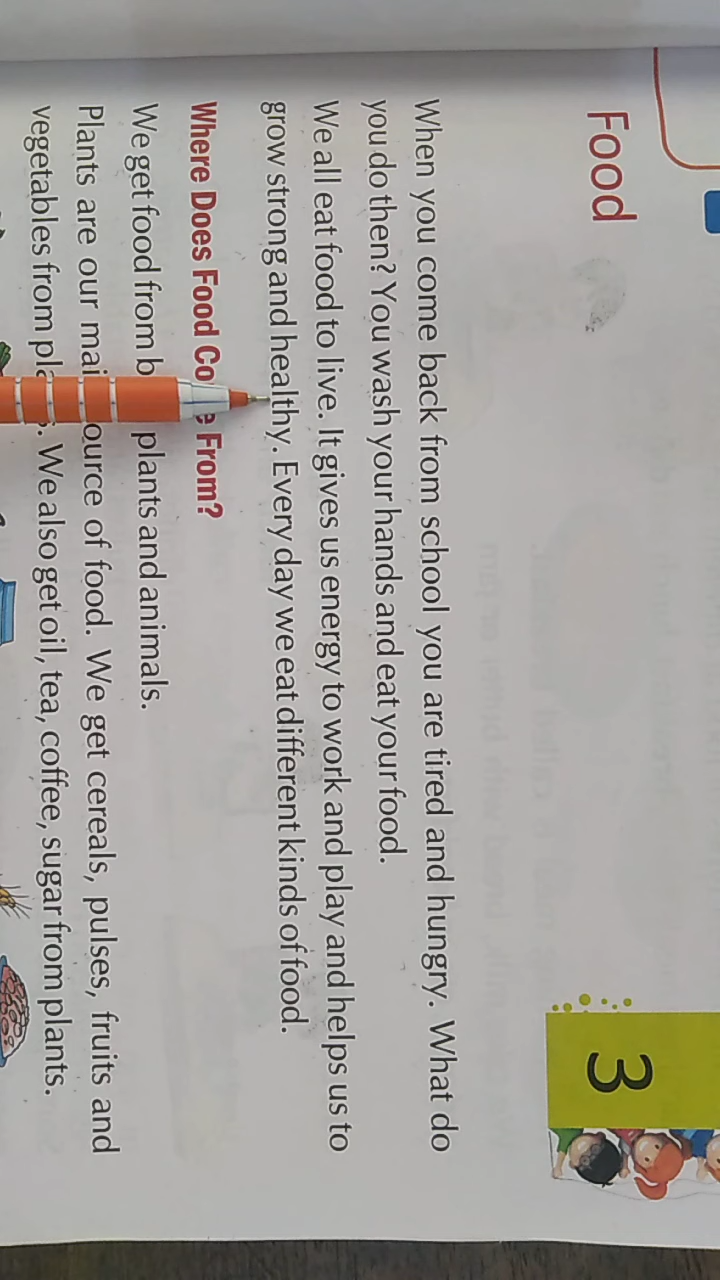 3
Food
When you come back from school you are tired and hungry. What do
you do then? You wash your hands and eat your food.
We all eat food to live. It gives us energy to work and play and helps us to
grow strong and healthy. Every day we eat different kinds of food.
Where Does Food From?
We get food from plants and animals.
Plants are our of food. We get cereals, pulses, fruits and
vegetables from We also get oil, tea, coffee, sugar from plants.